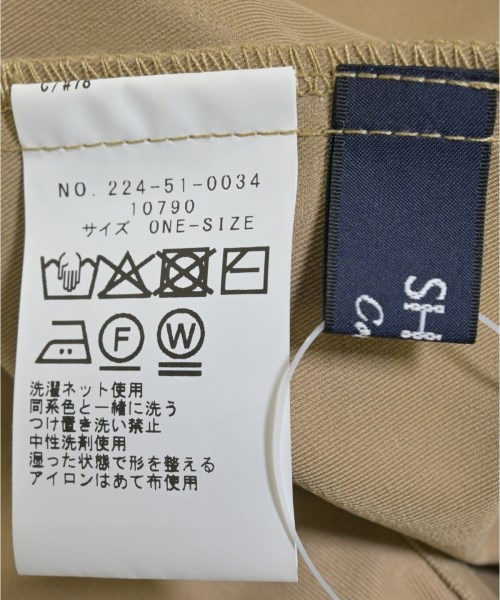 NO. 224-51-0034
10790
サイズ ONE-SIZE
F
W
洗濯ネット使用
同系色と一緒に洗う
つけ置き洗い禁止
中性洗剤使用
湿った状態で形を整える
アイロンはあて布使用
SH